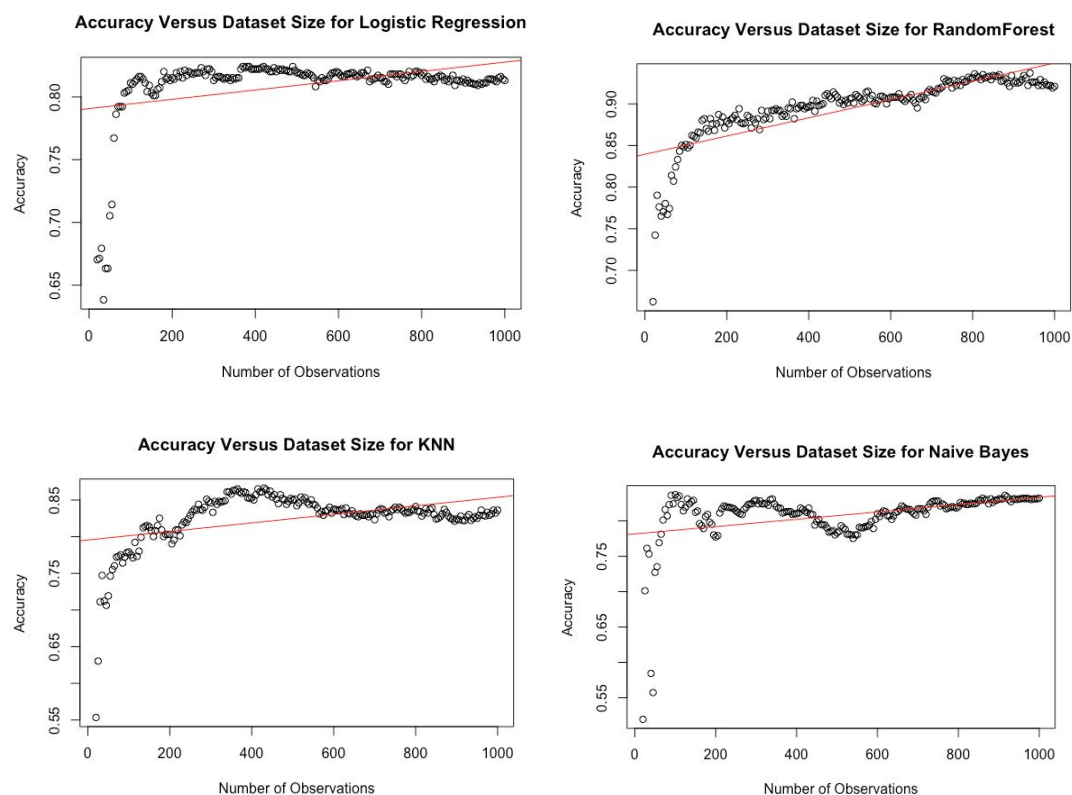 Accuracy Versus Dataset Size for Logistic Regression
Accuracy
0.80
0.75
0.70
0.65
0 200 400 600 800 1000
Number of Observations
Accuracy Versus Dataset Size for RandomForest
Accuracy
0.90
0.85
0.80
0.75
0.70
0 200 400 600 800 1000
Number of Observations
Accuracy Versus Dataset Size for KNN
Accuracy
0.85
0.75
0.65
0.55
0 200 400 600 800 1000
Number of Observations
Accuracy Versus Dataset Size for Naive Bayes
Accuracy
0.75
0.65
0.55
0 200 400 600 800 1000
Number of Observations